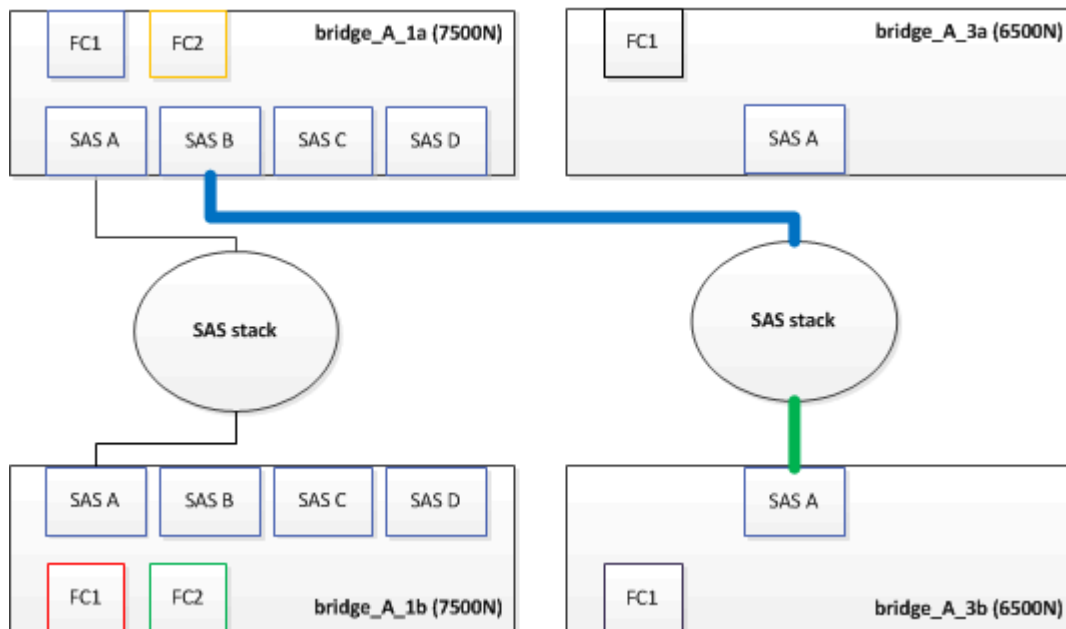 bridge_A_1a (7500N)
FC1
FC2
SAS A
SAS B
SAS C
SAS D
bridge_A_3a (6500N)
FC1
SAS A
SAS stack
SAS stack
SAS A
SAS B
SAS C
SAS D
FC1
FC2
bridge_A_1b (7500N)
SAS A
FC1
bridge_A_3b (6500N)